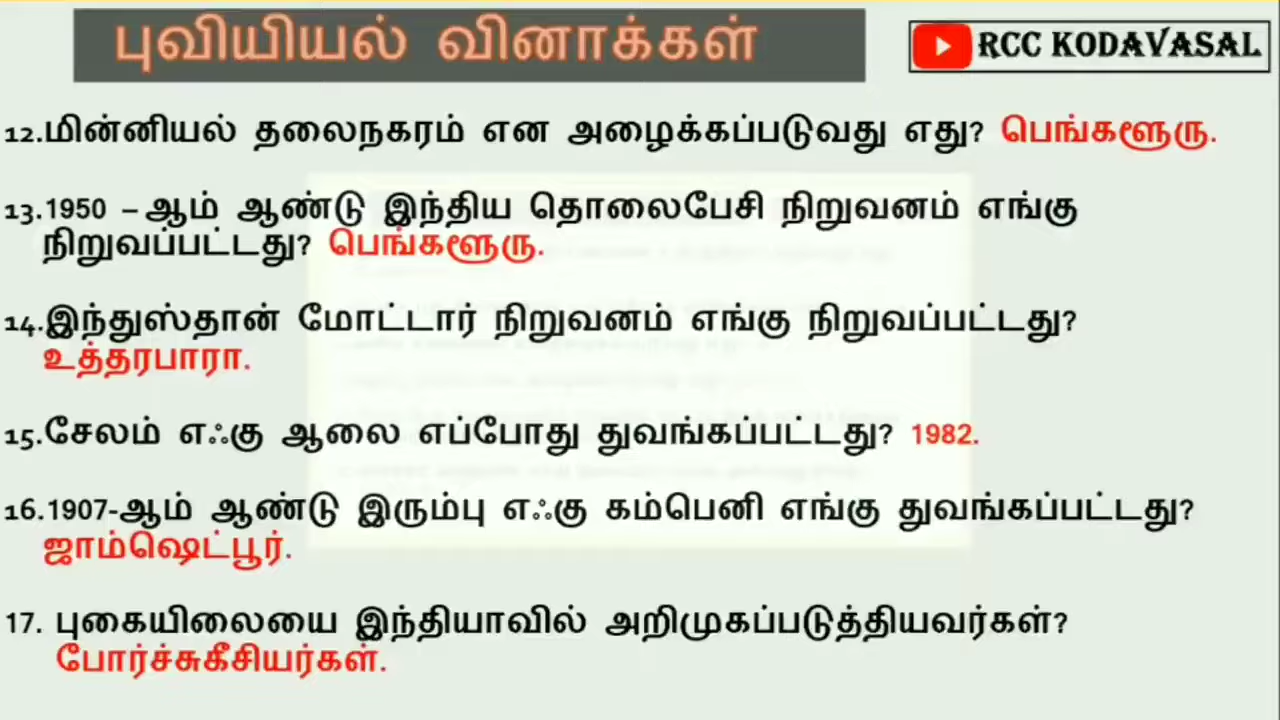 புவியியல் வினாக்கள்
RCC KODAVASAL
12.மின்னியல் தலைநகரம் என அழைக்கப்படுவது எது? பெங்களூரு.
13.1950 – ஆம் ஆண்டு இந்திய தொலைபேசி நிறுவனம் எங்கு
நிறுவப்பட்டது? பெங்களூரு.
14.இந்துஸ்தான் மோட்டார் நிறுவனம் எங்கு நிறுவப்பட்டது?
உத்தரபாரா.
15.சேலம் எஃகு ஆலை எப்போது துவங்கப்பட்டது? 1982.
16.1907-ஆம் ஆண்டு இரும்பு எஃகு கம்பெனி எங்கு துவங்கப்பட்டது?
ஜாம்ஷெட்பூர்.
17. புகையிலையை இந்தியாவில் அறிமுகப்படுத்தியவர்கள்?
போர்ச்சுகீசியர்கள்.